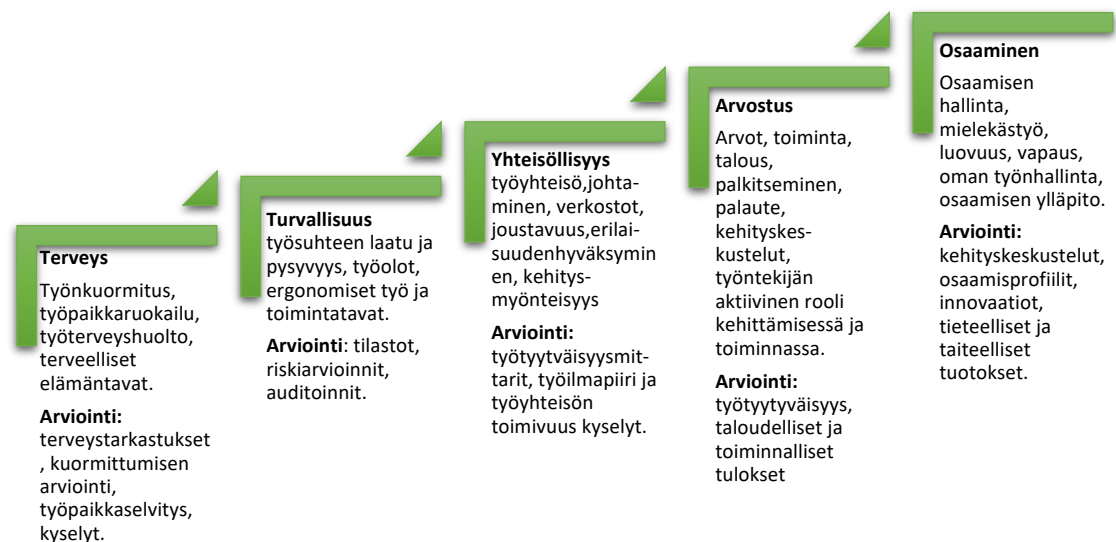 Terveys
Työnkuormitus,
työpaikkaruokailu,
työterveyshuolto,
terveelliset
elämäntavat.
Arviointi:
terveystarkastukset
, kuormittumisen
arviointi,
työpaikkaselvitys,
kyselyt.
Turvallisuus
työsuhteen laatu ja
pysyvyys, työolot,
ergonomiset työ ja
toimintatavat.
Arviointi: tilastot,
riskiarvioinnit,
auditoinnit.
Yhteisöllisyys
työyhteisö,johta-
minen, verkostot,
joustavuus,erilai-
suudenhyväksymin
en, kehitys-
myönteisyys
Arviointi:
työtyytväisyysmit-
tarit, työilmapiiri ja
työyhteisön
toimivuus kyselyt.
Arvostus
Arvot, toiminta,
talous,
palkitseminen,
palaute,
kehityskes-
kustelut,
työntekijän
aktiivinen rooli
kehittämisessä ja
toiminnassa.
Arviointi:
työtyytyväisyys,
taloudelliset ja
toiminnalliset
tulokset
Osaaminen
Osaamisen
hallinta,
mielekästyö,
luovuus, vapaus,
oman työnhallinta,
osaamisen ylläpito.
Arviointi:
kehityskeskustelut,
osaamisprofiilit,
innovaatiot,
tieteelliset ja
taiteelliset
tuotokset.